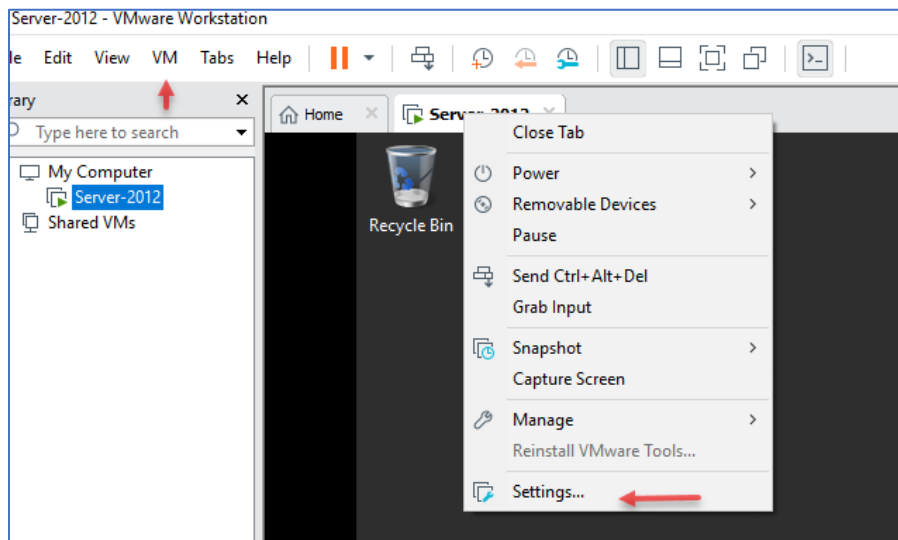 Server-2012 - VMware Workstation
le Edit View VM Tabs Help
rary
Type here to search
My Computer
Server-2012
Shared VMs
Home
Server-2012
Recycle Bin
Close Tab
Power
Removable Devices
Pause
Send Ctrl+Alt+Del
Grab Input
Snapshot
Capture Screen
Manage
Reinstall VMware Tools...
Settings...